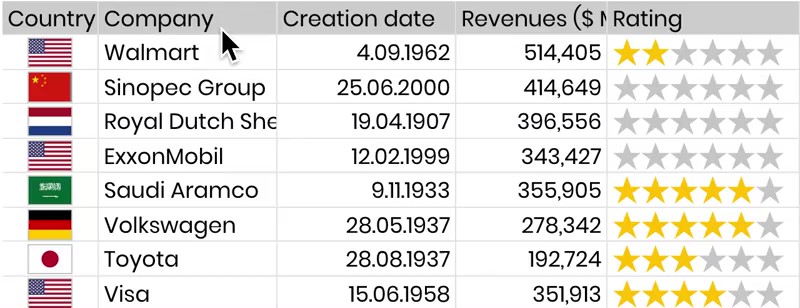 Country Company Creation date Revenues ($ M Rating
Walmart 4.09.1962 514,405
Sinopec Group 25.06.2000 414,649
Royal Dutch She 19.04.1907 396,556
ExxonMobil 12.02.1999 343,427
Saudi Aramco 9.11.1933 355,905
Volkswagen 28.05.1937 278,342
Toyota 28.08.1937 192,724
Visa 15.06.1958 351,913